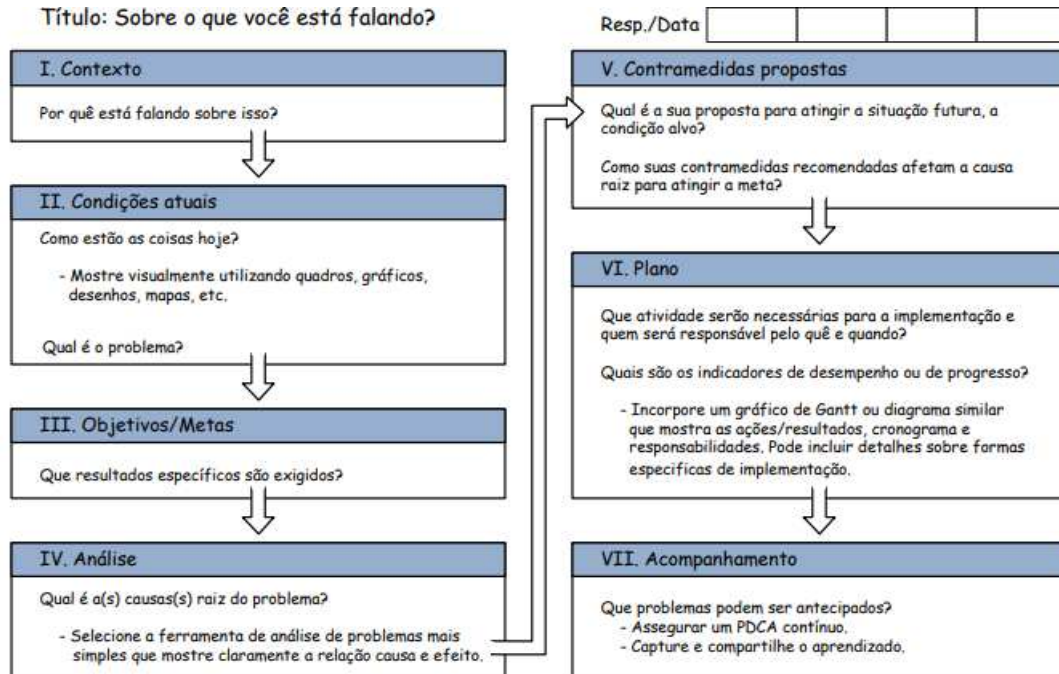 Título: Sobre o que você está falando?
Resp./Data
I. Contexto
Por quê está falando sobre isso?
II. Condições atuais
Como estão as coisas hoje?
- Mostre visualmente utilizando quadros, gráficos,
desenhos, mapas, etc.
Qual é o problema?
III. Objetivos/Metas
Que resultados específicos são exigidos?
IV. Análise
Qual é a(s) causas(s) raiz do problema?
- Selecione a ferramenta de análise de problemas mais
simples que mostre claramente a relação causa e efeito.
V. Contramedidas propostas
Qual é a sua proposta para atingir a situação futura, a
condição alvo?
Como suas contramedidas recomendadas afetam a causa
raiz para atingir a meta?
VI. Plano
Que atividade serão necessárias para a implementação e
quem será responsável pelo quê e quando?
Quais são os indicadores de desempenho ou de progresso?
- Incorpore um gráfico de Gantt ou diagrama similar
que mostra as ações/resultados, cronograma e
responsabilidades. Pode incluir detalhes sobre formas
especificas de implementação.
VII. Acompanhamento
Que problemas podem ser antecipados?
- Assegurar um PDCA contínuo.
- Capture e compartilhe o aprendizado.